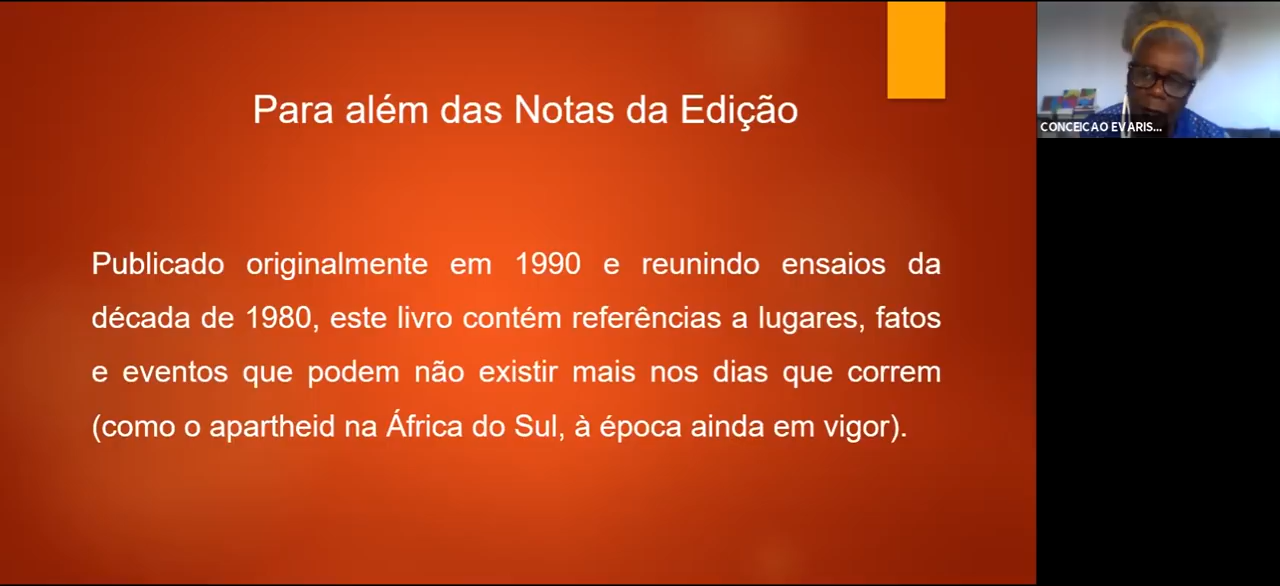 Para além das Notas da Edição
Publicado originalmente em 1990 e reunindo ensaios da
década de 1980, este livro contém referências a lugares, fatos
e eventos que podem não existir mais nos dias que correm
(como o apartheid na África do Sul, à época ainda em vigor).
CONCEICAO EVARIS...